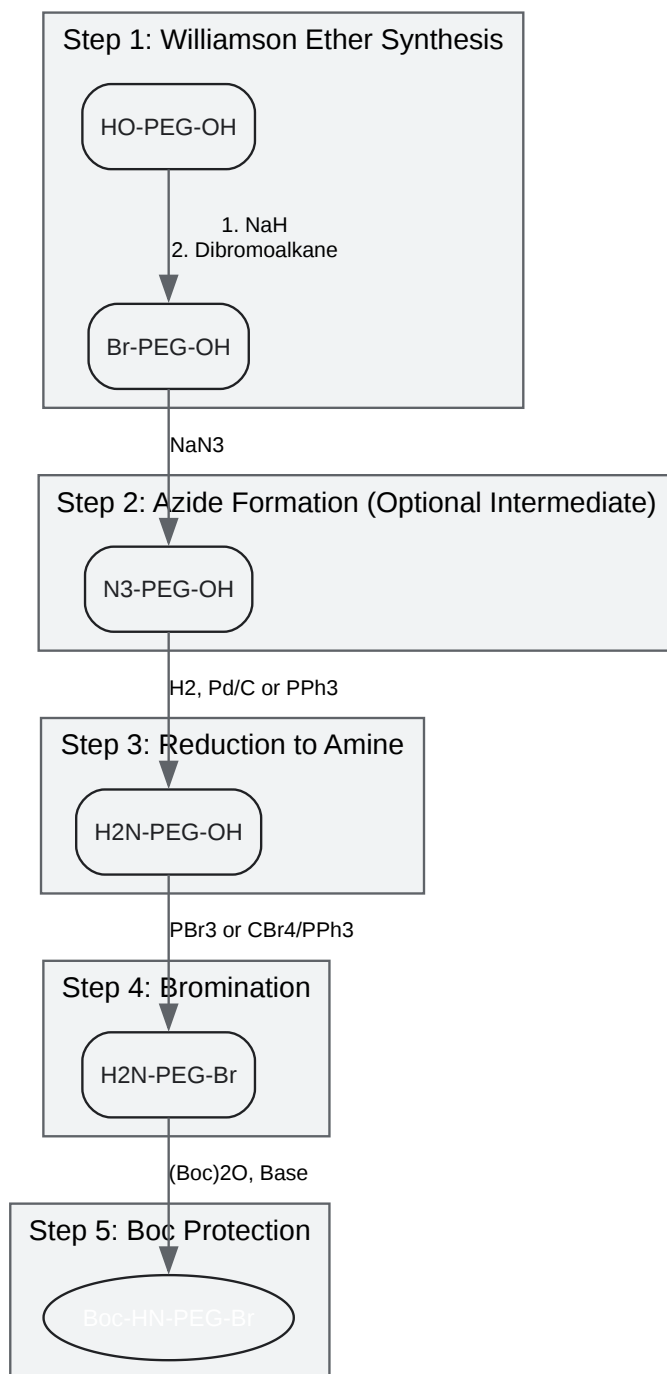 Step 1: Williamson Ether Synthesis
HO-PEG-OH
1. NaH
2. Dibromoalkane
Br-PEG-OH
NaN3
Step 2: Azide Formation (Optional Intermediate)
N3-PEG-OH
H2, Pd/C or PPh3
Step 3: Reduction to Amine
H2N-PEG-OH
PBr3 or CBr4/PPh3
Step 4: Bromination
H2N-PEG-Br
(Boc)2O, Base
Step 5: Boc Protection
Boc-HN-PEG-Br